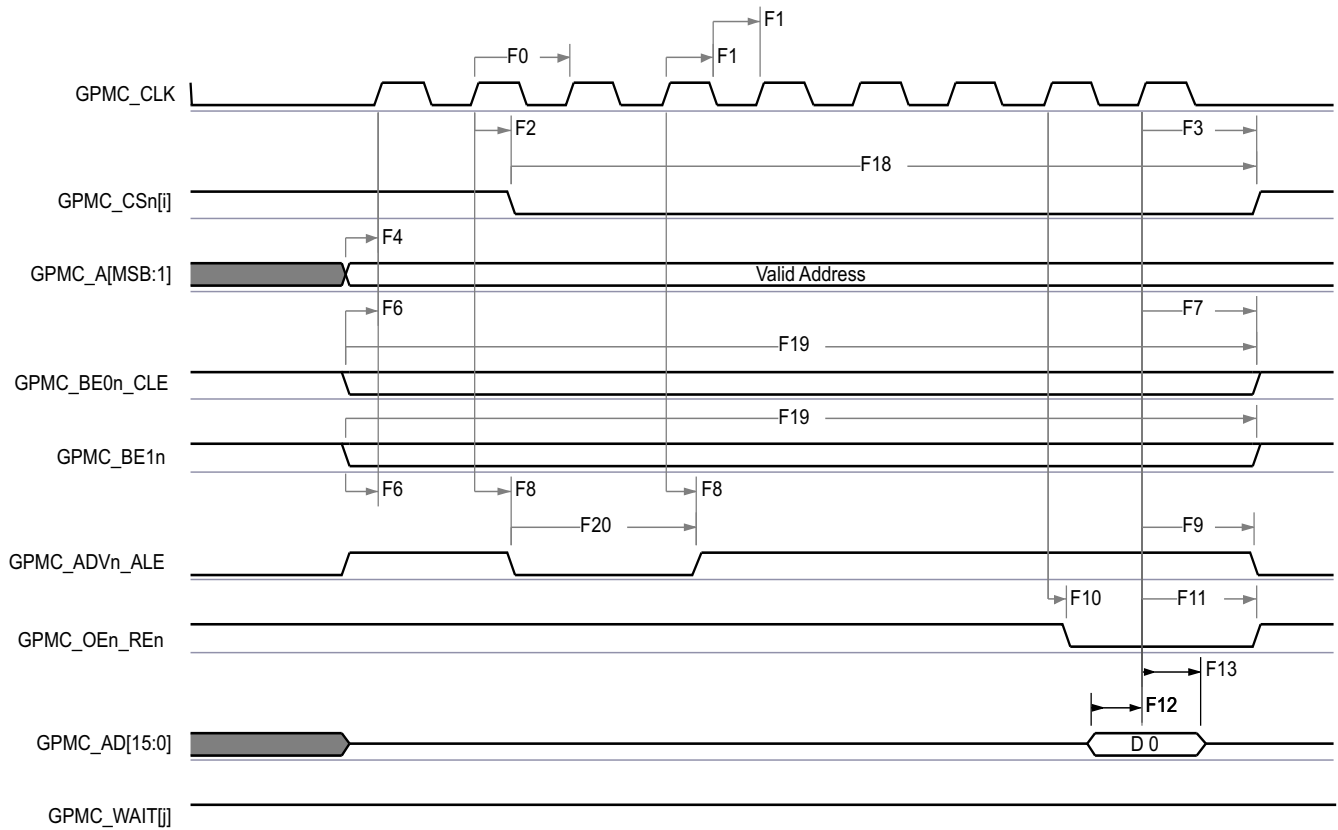 F1
F0
F1
GPMC_CLK
F2
F3
F18
GPMC_CSn[i]
F4
GPMC_A[MSB:1]
Valid Address
F6
F7
F19
GPMC_BE0n_CLE
F19
GPMC_BE1n
F6
F8
F8
F20
F9
GPMC_ADVn_ALE
F10
F11
GPMC_OEn_REn
F13
F12
GPMC_AD[15:0]
D 0
GPMC_WAIT[j]